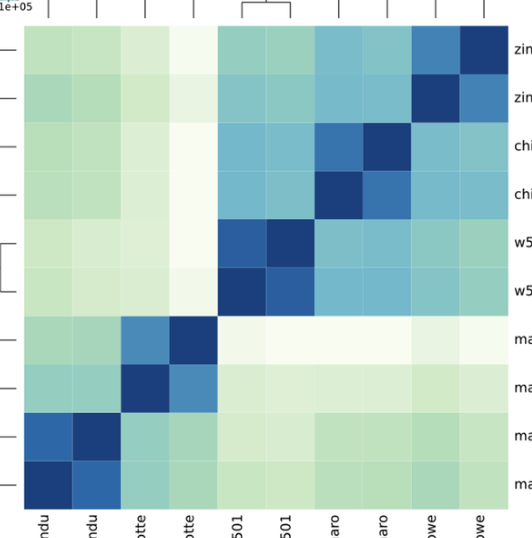 1e+05
zin
zin
chi
chi
w5
w5
ma
ma
ma
ma
ndu
ndu
otte
otte
501
501
aro
aro
owe
owe